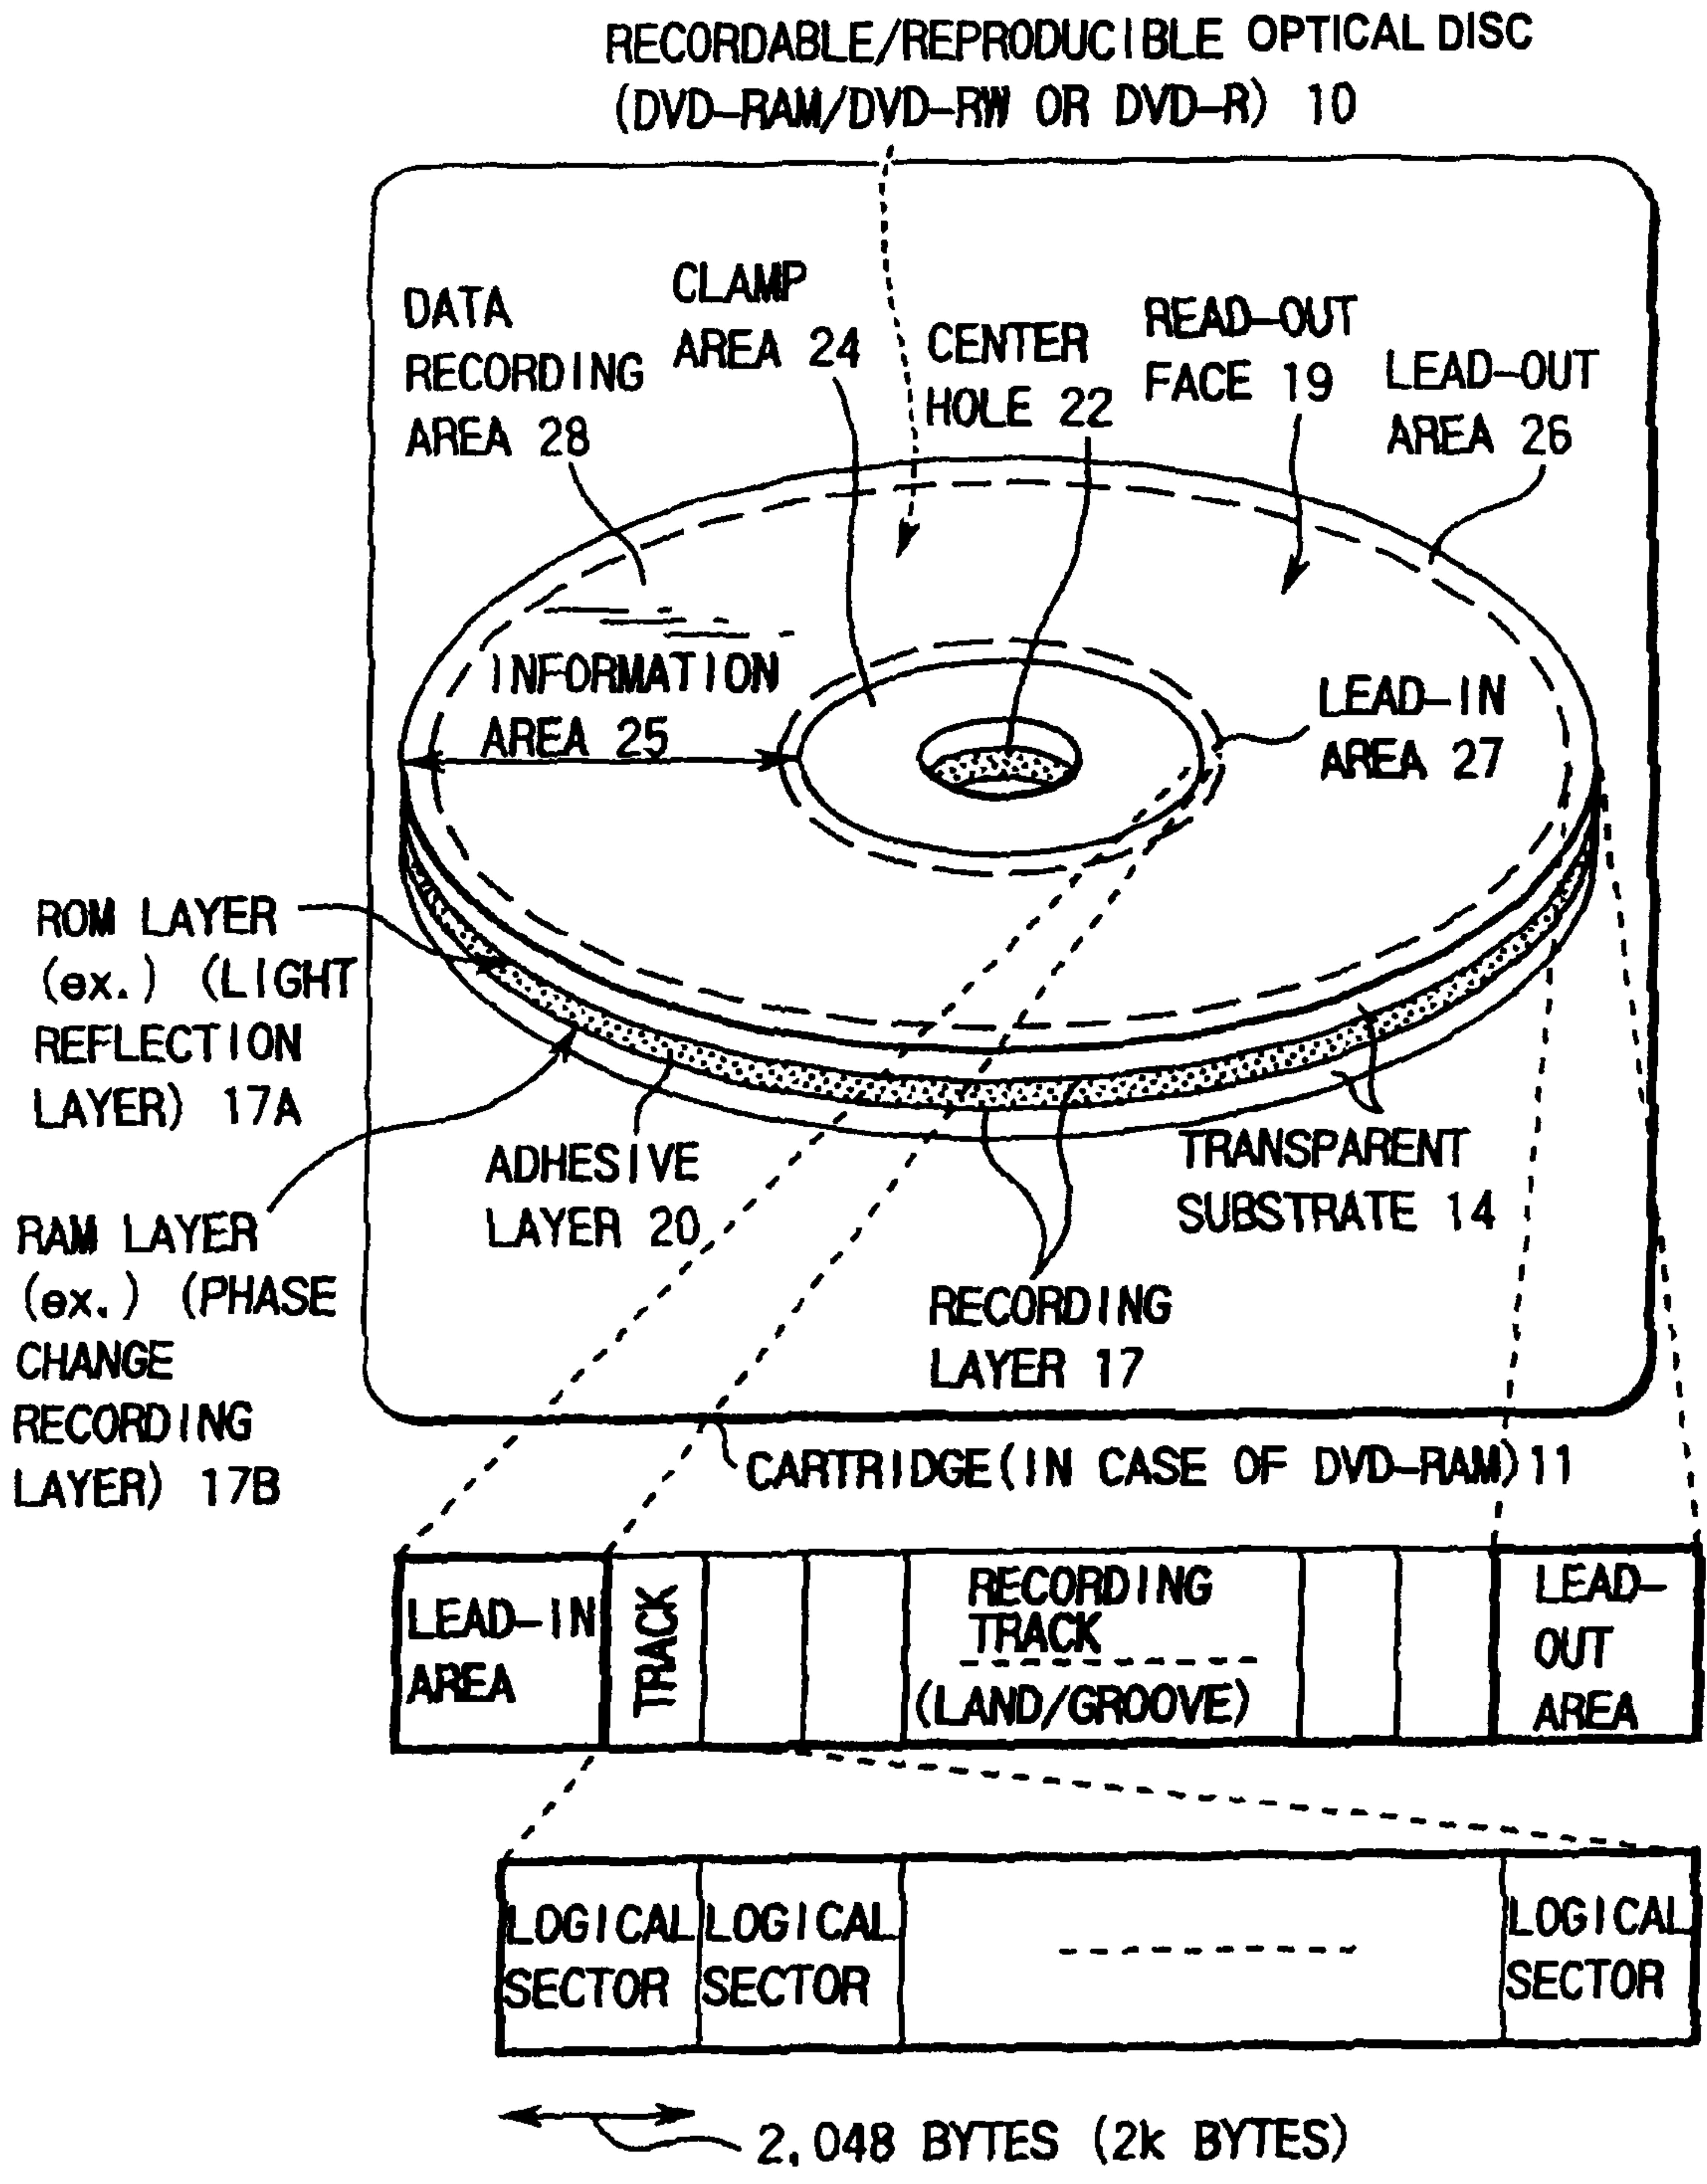 RECORDABLE/REPRODUCIBLE OPTICAL DISC
(DVD-RAM/DVD-RW OR DVD-R) 10
DATA
RECORDING
AREA 28
CLAMP
AREA 24
CENTER
HOLE 22
READ-OUT
FACE 19
LEAD-OUT
AREA 26
INFORMATION
AREA 25
LEAD-IN
AREA 27
ROM LAYER
(ex.) (LIGHT
REFLECTION
LAYER) 17A
RAM LAYER
(ex.) (PHASE
CHANGE
RECORDING
LAYER) 17B
ADHESIVE
LAYER 20
TRANSPARENT
SUBSTRATE 14
RECORDING
LAYER 17
CARTRIDGE(IN CASE OF DVD-RAM)11
LEAD-IN
AREA
TRACK
RECORDING
TRACK
(LAND/GROOVE)
LEAD-
OUT
AREA
LOGICAL
SECTOR
LOGICAL
SECTOR
LOGICAL
SECTOR
2,048 BYTES (2k BYTES)